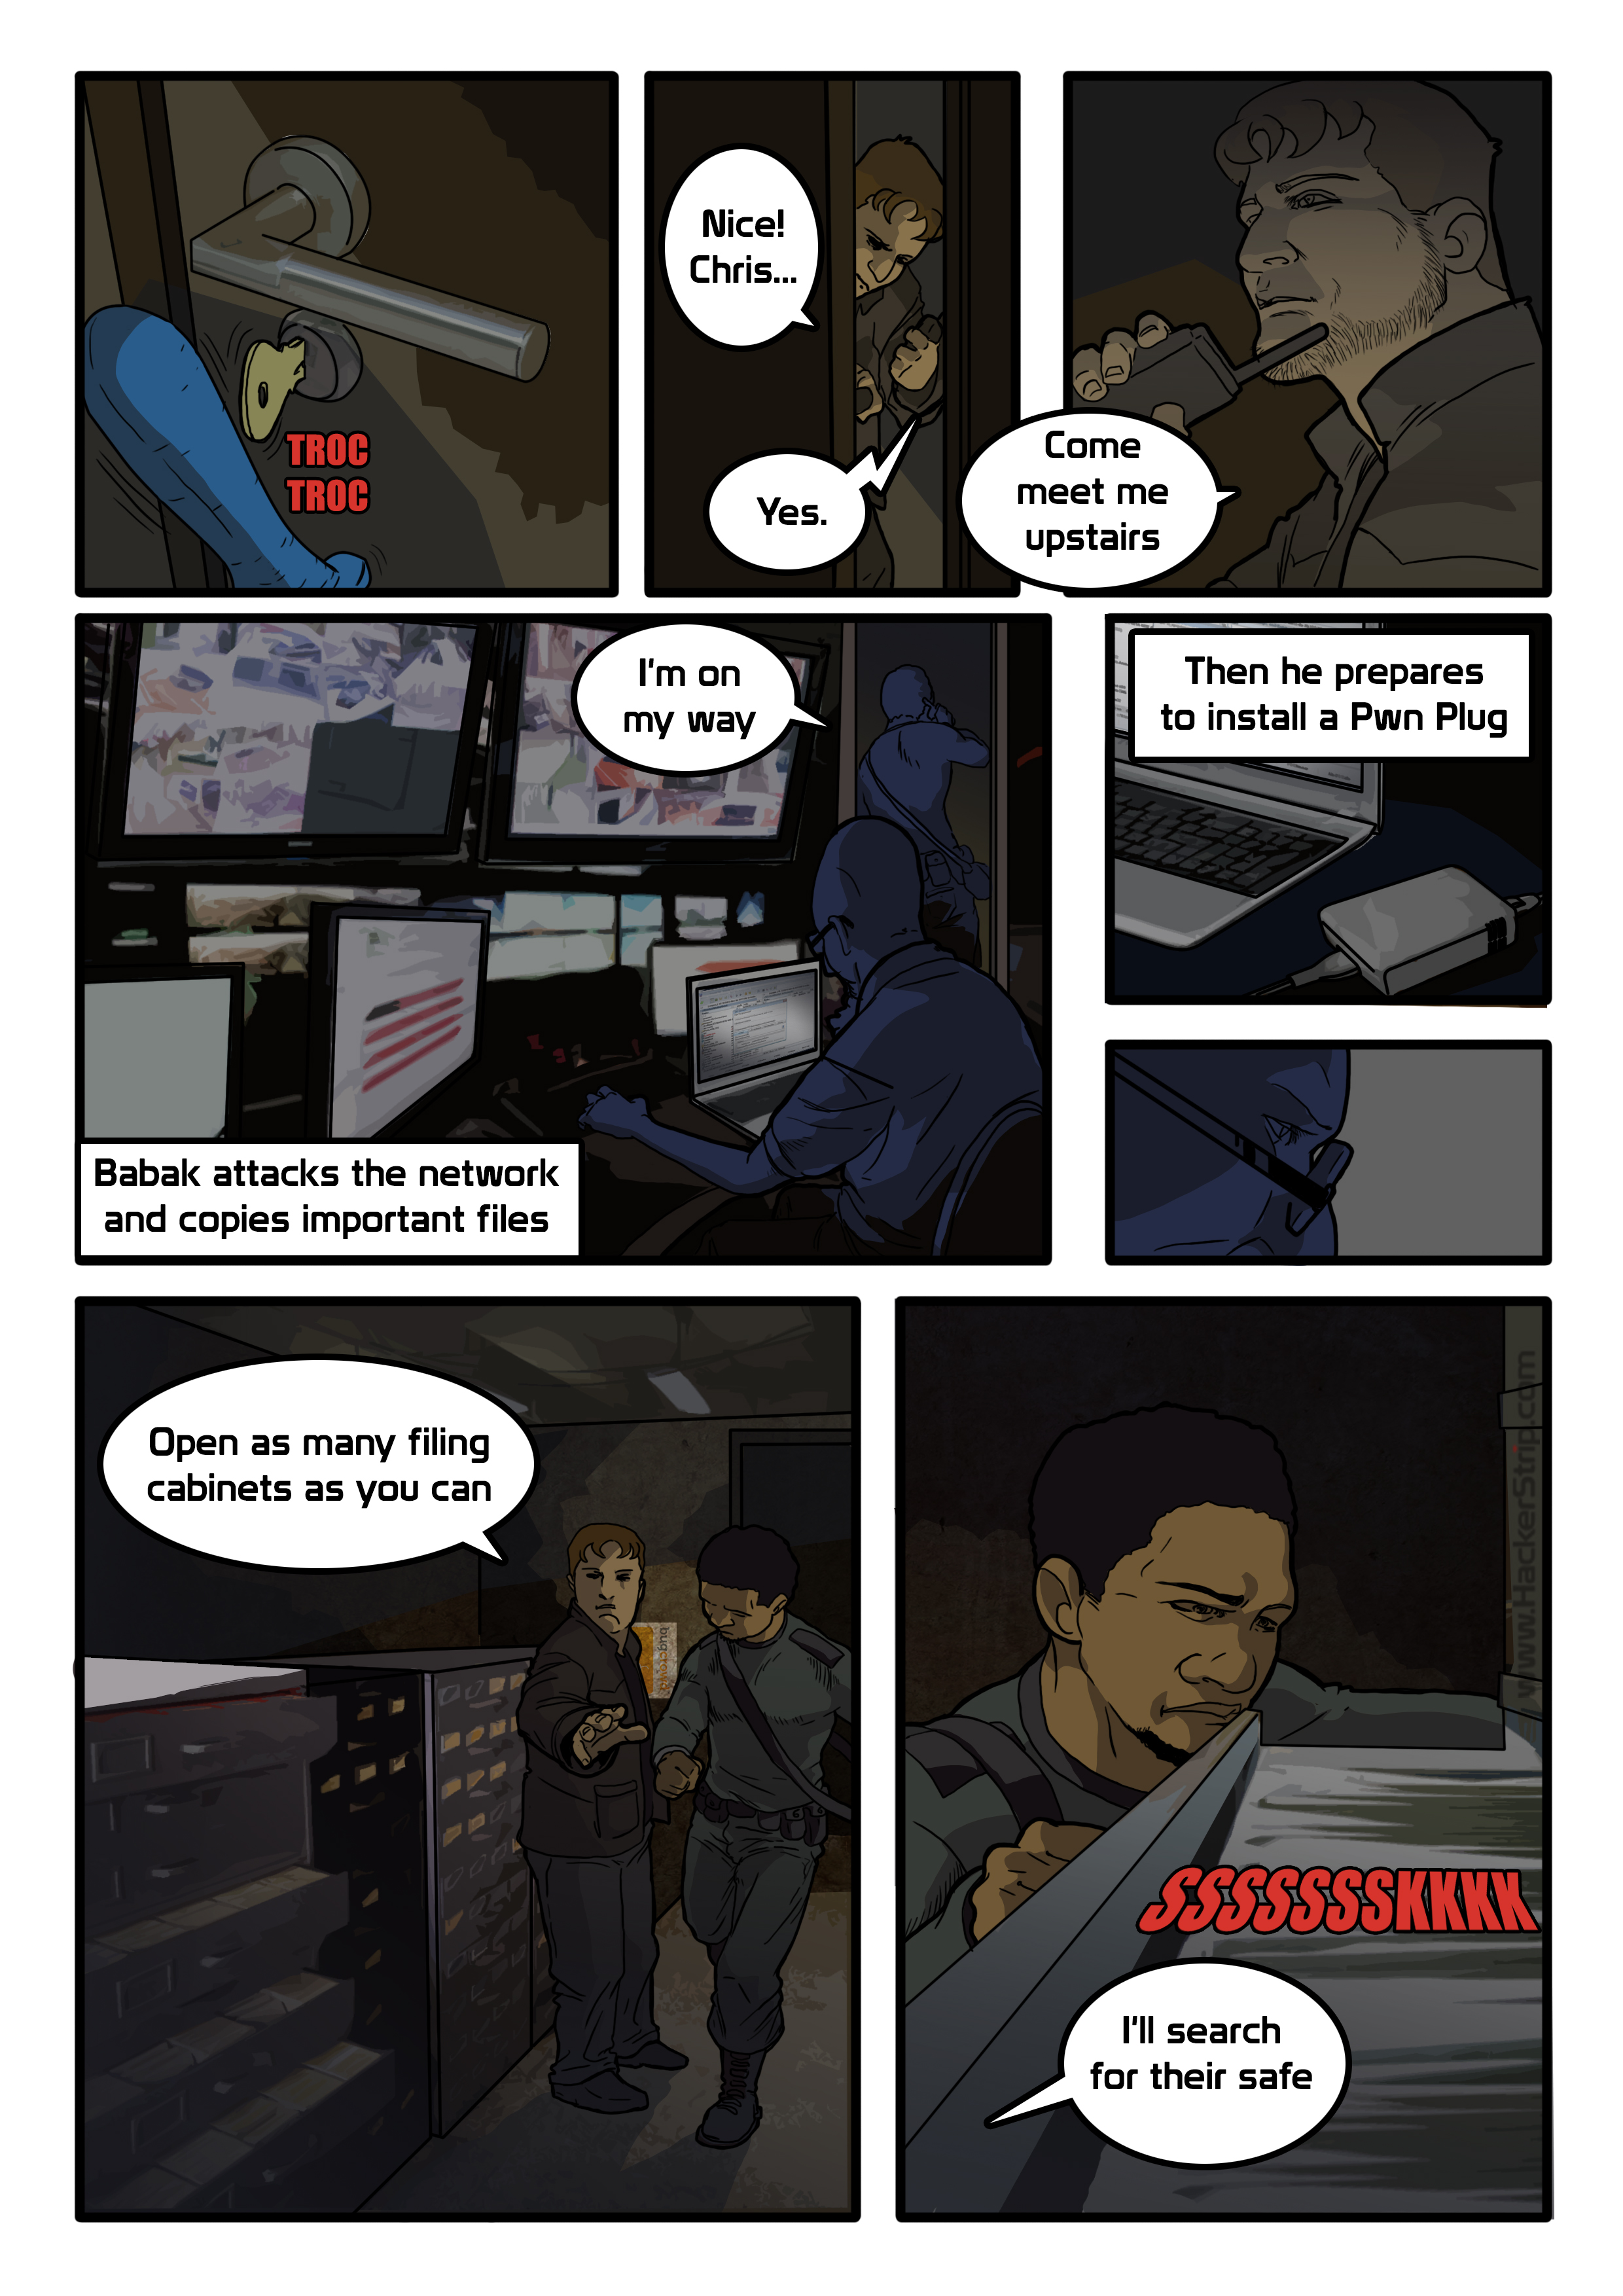 TROC
TROC
Nice!
Chris...
Yes.
Come
meet me
upstairs
I'm on
my way
Babak attacks the network
and copies important files
Then he prepares
to install a Pwn Plug
Open as many filing
cabinets as you can
www.HackerStrip.com
SSSSSSSKKKK
I'll search
for their safe